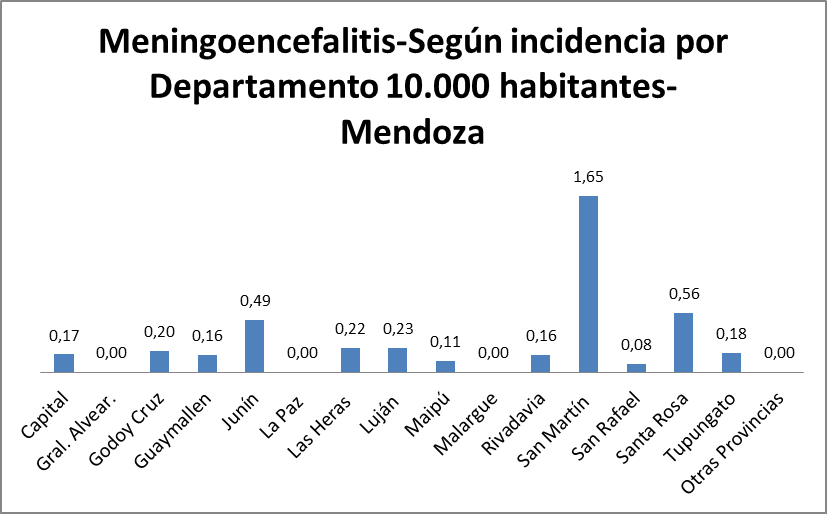 Meningoencefalitis-Según incidencia por
Departamento 10.000 habitantes-
Mendoza
0,17
0,00
0,20
0,16
0,49
0,00
0,22
0,23
0,11
0,00
0,16
1,65
0,08
0,56
0,18
0,00
Capital
Gral. Alvear.
Godoy Cruz
Guaymallen
Junín
La Paz
Las Heras
Luján
Maipú
Malargue
Rivadavia
San Martín
San Rafael
Santa Rosa
Tupungato
Otras Provincias